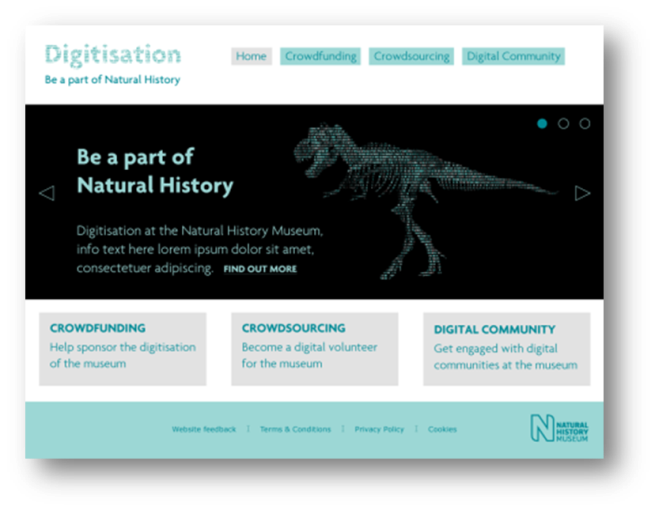 Digitisation
Be a part of Natural History
Home Crowdfunding Crowdsourcing Digital Community
Be a part of
Natural History
Digitisation at the Natural History Museum,
info text here lorem ipsum dolor sit amet,
consectetuer adipiscing. FIND OUT MORE
CROWDFUNDING
Help sponsor the digitisation
of the museum
CROWDSOURCING
Become a digital volunteer
for the museum
DIGITAL COMMUNITY
Get engaged with digital
communities at the museum
Website feedback Terms & Conditions Privacy Policy Cookies
N NATURAL
HISTORY
MUSEUM